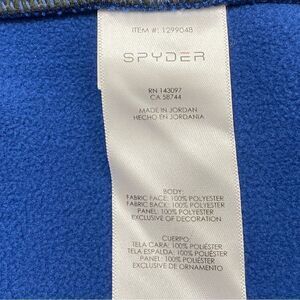 ITEM #: 1299048
SPYDER
RN 143097
CA 58744
MADE IN JORDAN
HECHO EN JORDANIA
BODY:
FABRIC FACE: 100% POLYESTER
FABRIC BACK: 100% POLYESTER
PANEL: 100% POLYESTER
EXCLUSIVE OF DECORATION
CUERPO:
TELA CARA: 100% POLIÉSTER
TELA ESPALDA: 100% POLIÉSTER
PANEL: 100% POLIÉSTER
EXCLUSIVO DE ORNAMENTO